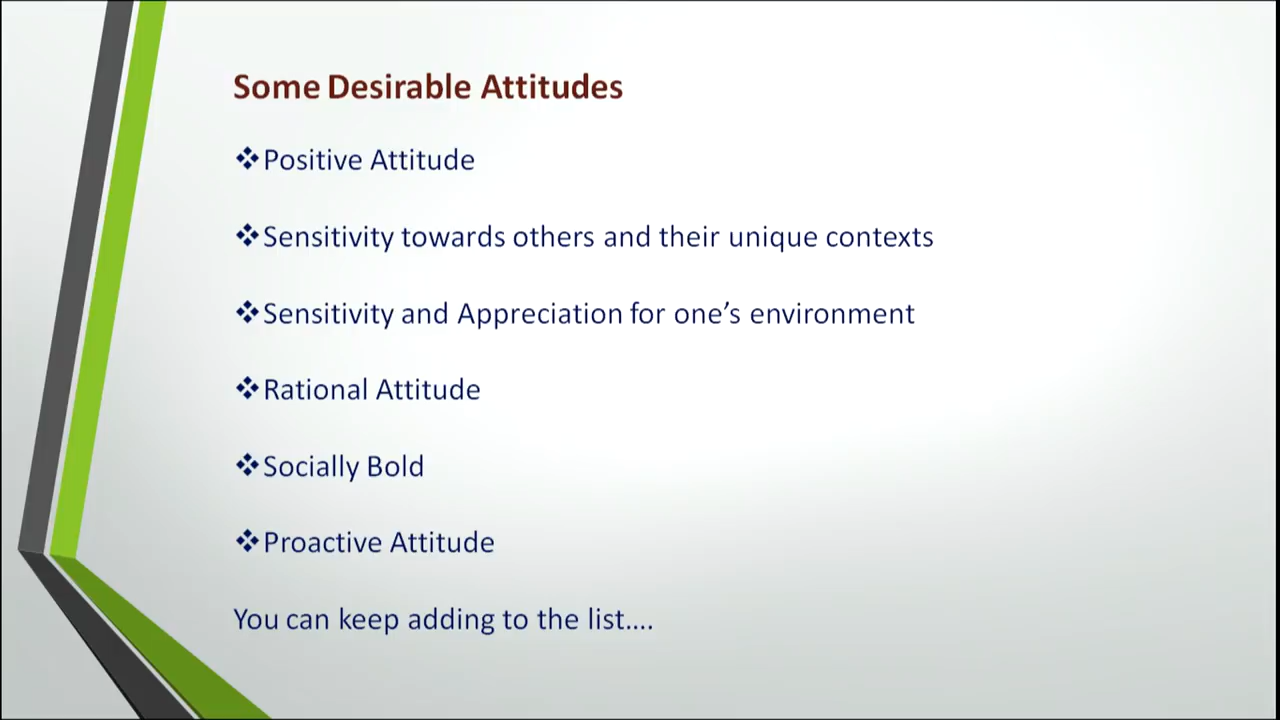 Some Desirable Attitudes
❖Positive Attitude
❖Sensitivity towards others and their unique contexts
❖Sensitivity and Appreciation for one’s environment
❖Rational Attitude
❖Socially Bold
❖Proactive Attitude
You can keep adding to the list....